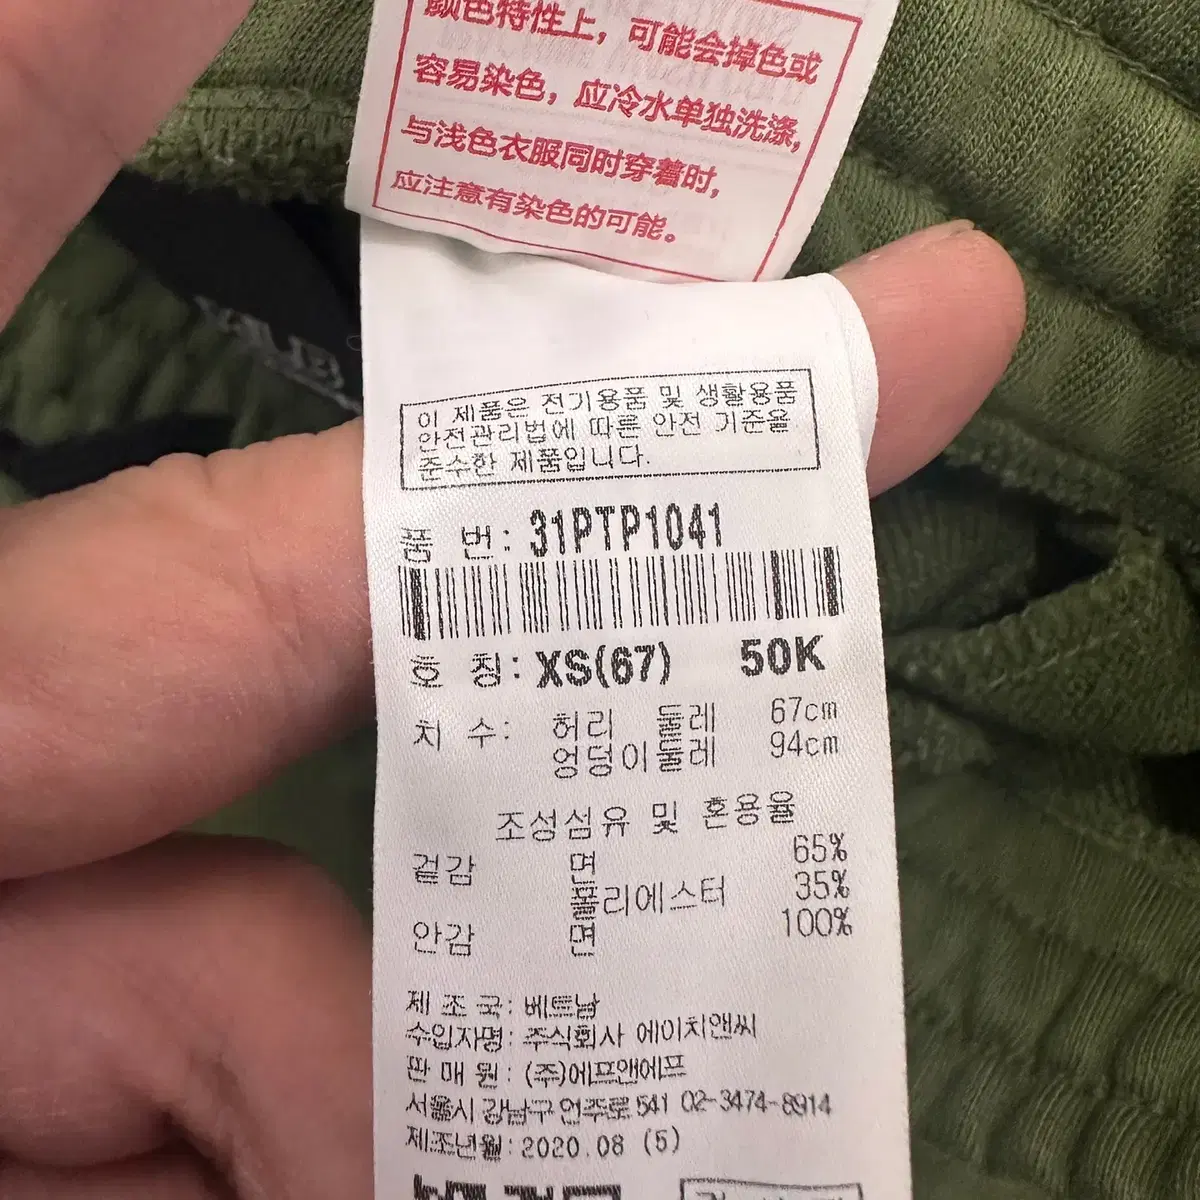 颜色特性上，可能会掉色或
容易染色，应冷水单独洗涤，
与浅色衣服同时穿着时，
应注意有染色的可能。
이 제품은 전기용품 및 생활용품
안전관리법에 따른 안전 기준을
준수한 제품입니다.
품 번: 31PTP1041
호 칭: XS(67) 50K
치 수: 허리 둘레 67cm
엉덩이둘레 94cm
조성섬유 및 혼용율
겉감 면 65%
폴리에스터 35%
안감 면 100%
제 조 국: 베트남
수입자명: 주식회사 에이치앤씨
판 매 원: (주)에프앤에프
서울시 강남구 언주로 541 02-3474-8914
제조년월: 2020.08 (5)